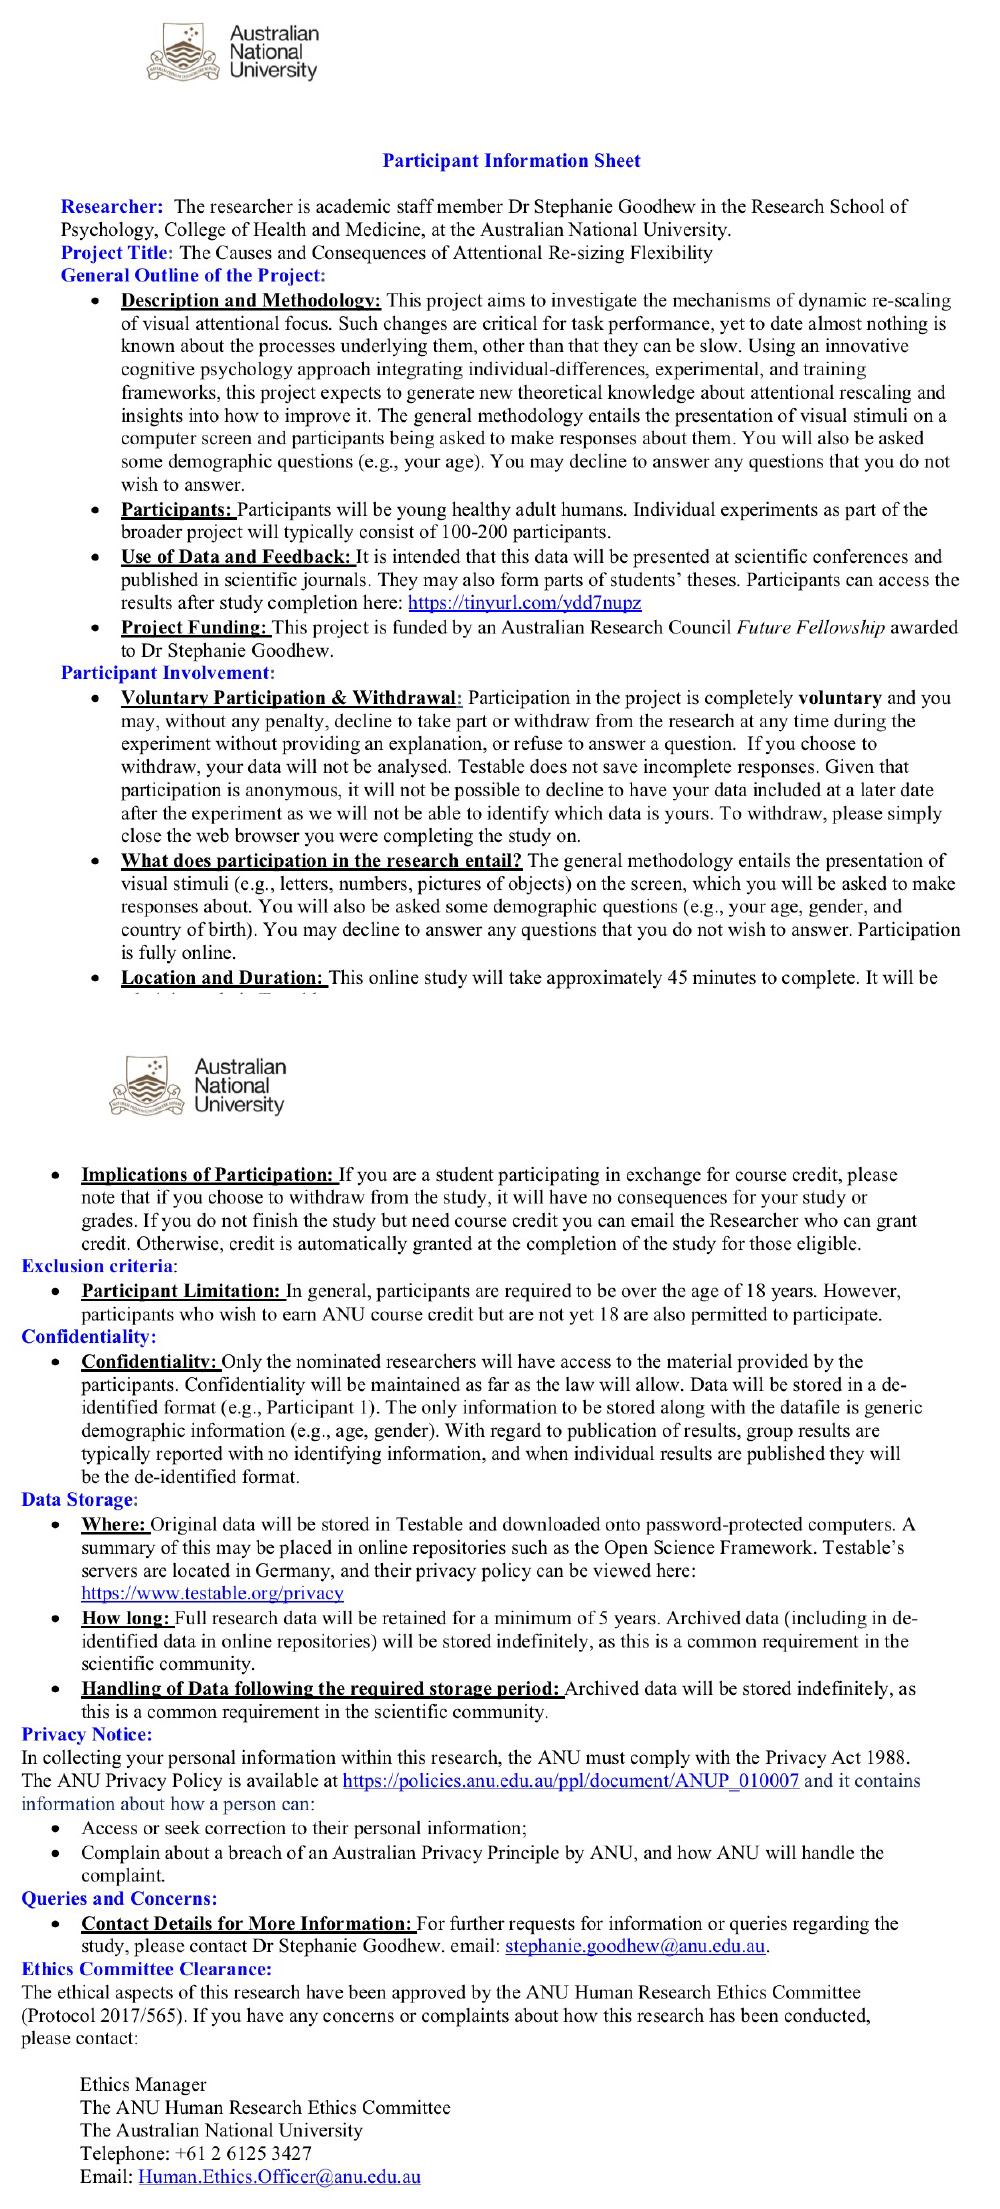 Australian
National
University
Participant Information Sheet
Researcher: The researcher is academic staff member Dr Stephanie Goodhew in the Research School of
Psychology, College of Health and Medicine, at the Australian National University.
Project Title: The Causes and Consequences of Attentional Re-sizing Flexibility
General Outline of the Project:
• Description and Methodology: This project aims to investigate the mechanisms of dynamic re-scaling
of visual attentional focus. Such changes are critical for task performance, yet to date almost nothing is
known about the processes underlying them, other than that they can be slow. Using an innovative
cognitive psychology approach integrating individual-differences, experimental, and training
frameworks, this project expects to generate new theoretical knowledge about attentional rescaling and
insights into how to improve it. The general methodology entails the presentation of visual stimuli on a
computer screen and participants being asked to make responses about them. You will also be asked
some demographic questions (e.g., your age). You may decline to answer any questions that you do not
wish to answer.
• Participants: Participants will be young healthy adult humans. Individual experiments as part of the
broader project will typically consist of 100-200 participants.
• Use of Data and Feedback: It is intended that this data will be presented at scientific conferences and
published in scientific journals. They may also form parts of students’ theses. Participants can access the
results after study completion here: https://tinyurl.com/ydd7nupz
• Project Funding: This project is funded by an Australian Research Council Future Fellowship awarded
to Dr Stephanie Goodhew.
Participant Involvement:
• Voluntary Participation & Withdrawal: Participation in the project is completely voluntary and you
may, without any penalty, decline to take part or withdraw from the research at any time during the
experiment without providing an explanation, or refuse to answer a question. If you choose to
withdraw, your data will not be analysed. Testable does not save incomplete responses. Given that
participation is anonymous, it will not be possible to decline to have your data included at a later date
after the experiment as we will not be able to identify which data is yours. To withdraw, please simply
close the web browser you were completing the study on.
• What does participation in the research entail? The general methodology entails the presentation of
visual stimuli (e.g., letters, numbers, pictures of objects) on the screen, which you will be asked to make
responses about. You will also be asked some demographic questions (e.g., your age, gender, and
country of birth). You may decline to answer any questions that you do not wish to answer. Participation
is fully online.
• Location and Duration: This online study will take approximately 45 minutes to complete. It will be
Australian
National
University
• Implications of Participation: If you are a student participating in exchange for course credit, please
note that if you choose to withdraw from the study, it will have no consequences for your study or
grades. If you do not finish the study but need course credit you can email the Researcher who can grant
credit. Otherwise, credit is automatically granted at the completion of the study for those eligible.
Exclusion criteria:
• Participant Limitation: In general, participants are required to be over the age of 18 years. However,
participants who wish to earn ANU course credit but are not yet 18 are also permitted to participate.
Confidentiality:
• Confidentiality: Only the nominated researchers will have access to the material provided by the
participants. Confidentiality will be maintained as far as the law will allow. Data will be stored in a de-
identified format (e.g., Participant 1). The only information to be stored along with the datafile is generic
demographic information (e.g., age, gender). With regard to publication of results, group results are
typically reported with no identifying information, and when individual results are published they will
be the de-identified format.
Data Storage:
• Where: Original data will be stored in Testable and downloaded onto password-protected computers. A
summary of this may be placed in online repositories such as the Open Science Framework. Testable’s
servers are located in Germany, and their privacy policy can be viewed here:
https://www.testable.org/privacy
• How long: Full research data will be retained for a minimum of 5 years. Archived data (including in de-
identified data in online repositories) will be stored indefinitely, as this is a common requirement in the
scientific community.
• Handling of Data following the required storage period: Archived data will be stored indefinitely, as
this is a common requirement in the scientific community.
Privacy Notice:
In collecting your personal information within this research, the ANU must comply with the Privacy Act 1988.
The ANU Privacy Policy is available at https://policies.anu.edu.au/ppl/document/ANUP_010007 and it contains
information about how a person can:
• Access or seek correction to their personal information;
• Complain about a breach of an Australian Privacy Principle by ANU, and how ANU will handle the
complaint.
Queries and Concerns:
• Contact Details for More Information: For further requests for information or queries regarding the
study, please contact Dr Stephanie Goodhew. email: stephanie.goodhew@anu.edu.au.
Ethics Committee Clearance:
The ethical aspects of this research have been approved by the ANU Human Research Ethics Committee
(Protocol 2017/565). If you have any concerns or complaints about how this research has been conducted,
please contact:
Ethics Manager
The ANU Human Research Ethics Committee
The Australian National University
Telephone: +61 2 6125 3427
Email: Human.Ethics.Officer@anu.edu.au